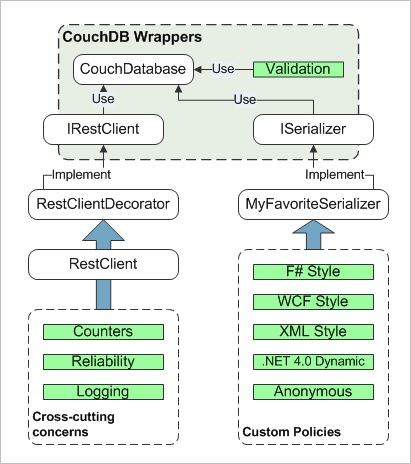 CouchDB Wrappers
CouchDatabase
Use
Validation
Use
Use
IRestClient
ISerializer
Implement
Implement
RestClientDecorator
MyFavoriteSerializer
RestClient
F# Style
WCF Style
XML Style
.NET 4.0 Dynamic
Anonymous
Custom Policies
Counters
Reliability
Logging
Cross-cutting
concerns